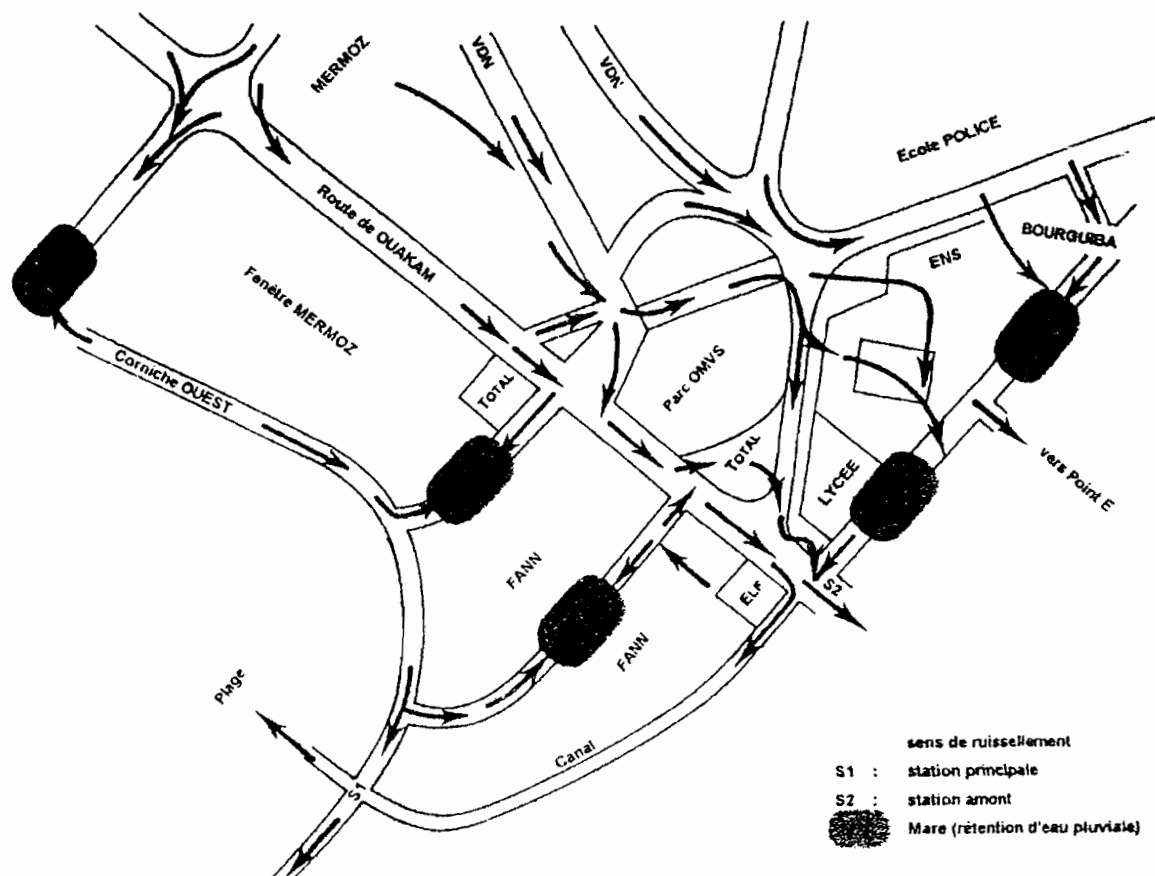 MERMOZ
VDN
VDN
Ecole POLICE
Route de OUAKAM
BOURGUIBA
ENS
Fenêtre MERMOZ
Corniche OUEST
TOTAL
Parc OMVS
TOTAL
LYCEE
vers Point E
FANN
ELF
S2
FANN
Plage
Canal
S1
sens de ruissellement
S1 : station principale
S2 : station amont
Mare (rétention d'eau pluviale)